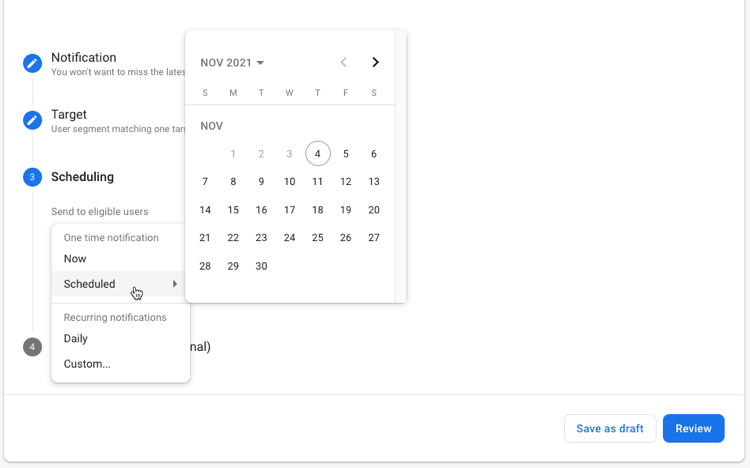 Notification
You won't want to miss the lates
Target
User segment matching one tar
3
Scheduling
Send to eligible users
One time notification
Now
Scheduled
Recurring notifications
Daily
Custom...
4
nal)
NOV 2021
S M T W T F S
NOV
1 2 3 4 5 6
7 8 9 10 11 12 13
14 15 16 17 18 19 20
21 22 23 24 25 26 27
28 29 30
Save as draft
Review